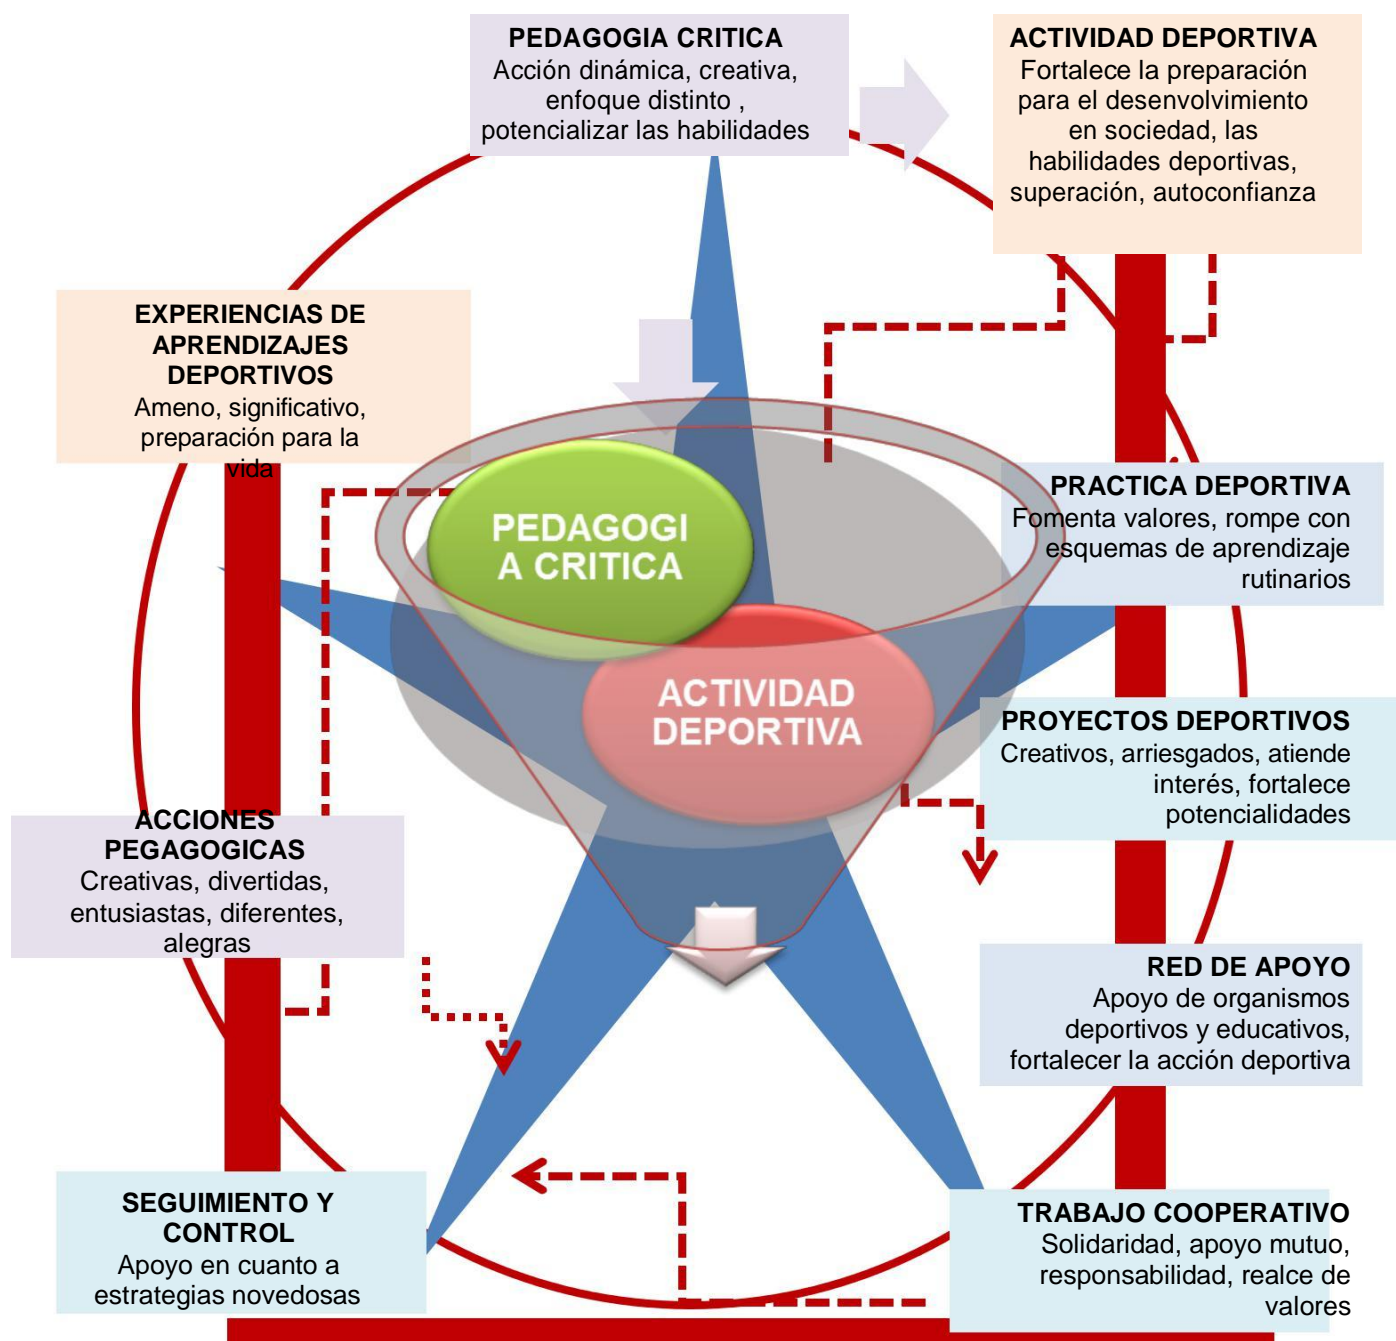 PEDAGOGIA CRITICA
Acción dinámica, creativa,
enfoque distinto ,
potencializar las habilidades
ACTIVIDAD DEPORTIVA
Fortalece la preparación
para el desenvolvimiento
en sociedad, las
habilidades deportivas,
superación, autoconfianza
EXPERIENCIAS DE
APRENDIZAJES
DEPORTIVOS
Ameno, significativo,
preparación para la
vida
PEDAGOGI
A CRITICA
ACTIVIDAD
DEPORTIVA
PRACTICA DEPORTIVA
Fomenta valores, rompe con
esquemas de aprendizaje
rutinarios
PROYECTOS DEPORTIVOS
Creativos, arriesgados, atiende
interés, fortalece
potencialidades
ACCIONES
PEGAGOGICAS
Creativas, divertidas,
entusiastas, diferentes,
alegras
RED DE APOYO
Apoyo de organismos
deportivos y educativos,
fortalecer la acción deportiva
SEGUIMIENTO Y
CONTROL
Apoyo en cuanto a
estrategias novedosas
TRABAJO COOPERATIVO
Solidaridad, apoyo mutuo,
responsabilidad, realce de
valores